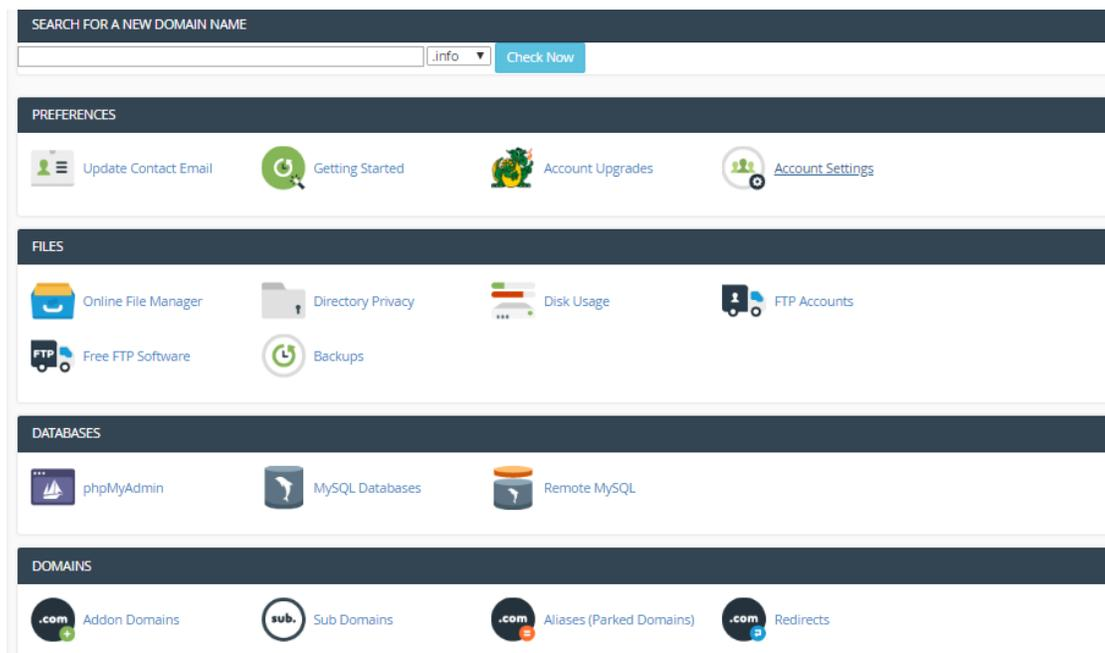 SEARCH FOR A NEW DOMAIN NAME
.info Check Now
PREFERENCES
Update Contact Email Getting Started Account Upgrades Account Settings
FILES
Online File Manager Directory Privacy Disk Usage FTP Accounts
FTP Free FTP Software Backups
DATABASES
phpMyAdmin MySQL Databases Remote MySQL
DOMAINS
.com Addon Domains sub. Sub Domains .com Aliases (Parked Domains) .com Redirects